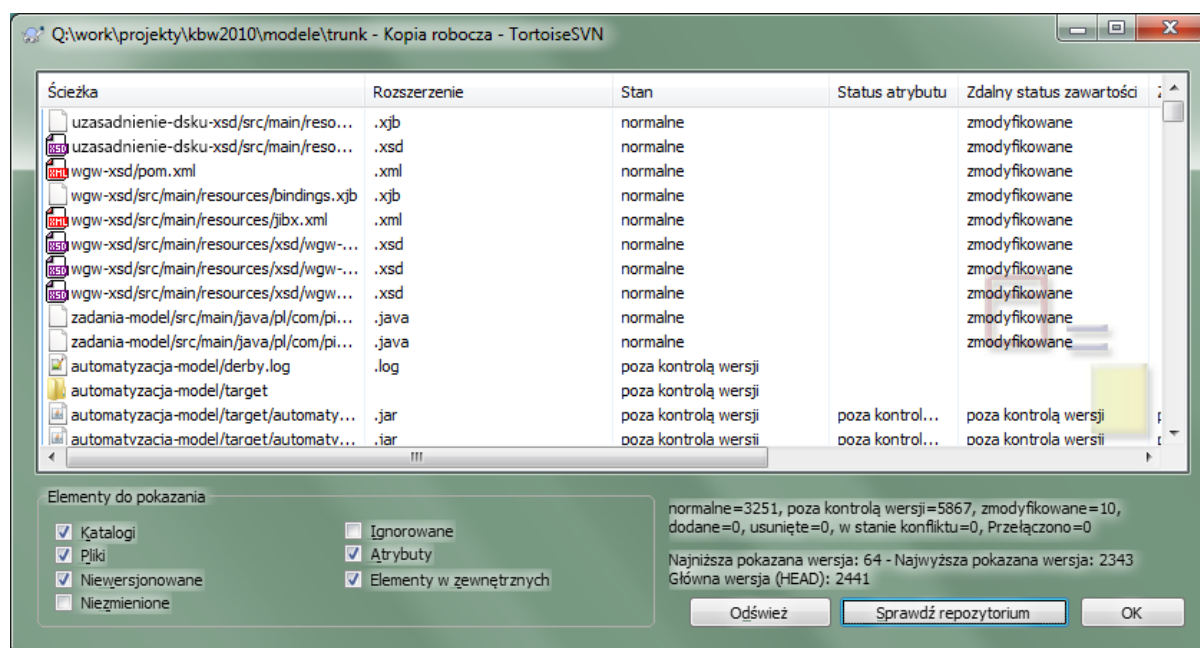 Q:\work\projekty\kbw2010\modele\trunk - Kopia robocza - TortoiseSVN
Ścieżka Rozszerzenie Stan Status atrybutu Zdalny status zawartości
uzasadnienie-dsku-xsd/src/main/reso... .xjb normalne zmodyfikowane
uzasadnienie-dsku-xsd/src/main/reso... .xsd normalne zmodyfikowane
wgw-xsd/pom.xml .xml normalne zmodyfikowane
wgw-xsd/src/main/resources/bindings.xjb .xjb normalne zmodyfikowane
wgw-xsd/src/main/resources/jibx.xml .xml normalne zmodyfikowane
wgw-xsd/src/main/resources/xsd/wgw-... .xsd normalne zmodyfikowane
wgw-xsd/src/main/resources/xsd/wgw-... .xsd normalne zmodyfikowane
wgw-xsd/src/main/resources/xsd/wgw... .xsd normalne zmodyfikowane
zadania-model/src/main/java/pl/com/pi... .java normalne zmodyfikowane
zadania-model/src/main/java/pl/com/pi... .java normalne zmodyfikowane
automatyzacja-model/derby.log .log poza kontrolą wersji
automatyzacja-model/target poza kontrolą wersji
automatyzacja-model/target/automaty... .jar poza kontrolą wersji poza kontrol... poza kontrolą wersji
automatyzacja-model/target/automaty... .jar poza kontrolą wersji poza kontrol... poza kontrolą wersji
Elementy do pokazania
Katalogi Ignorowane
Pliki Atrybuty
Niewersjonowane Elementy w zewnętrznych
Niezmienione
normalne=3251, poza kontrolą wersji=5867, zmodyfikowane=10,
dodane=0, usunięte=0, w stanie konfliktu=0, Przełączono=0
Najniższa pokazana wersja: 64 - Najwyższa pokazana wersja: 2343
Główna wersja (HEAD): 2441
Odśwież Sprawdź repozytorium OK